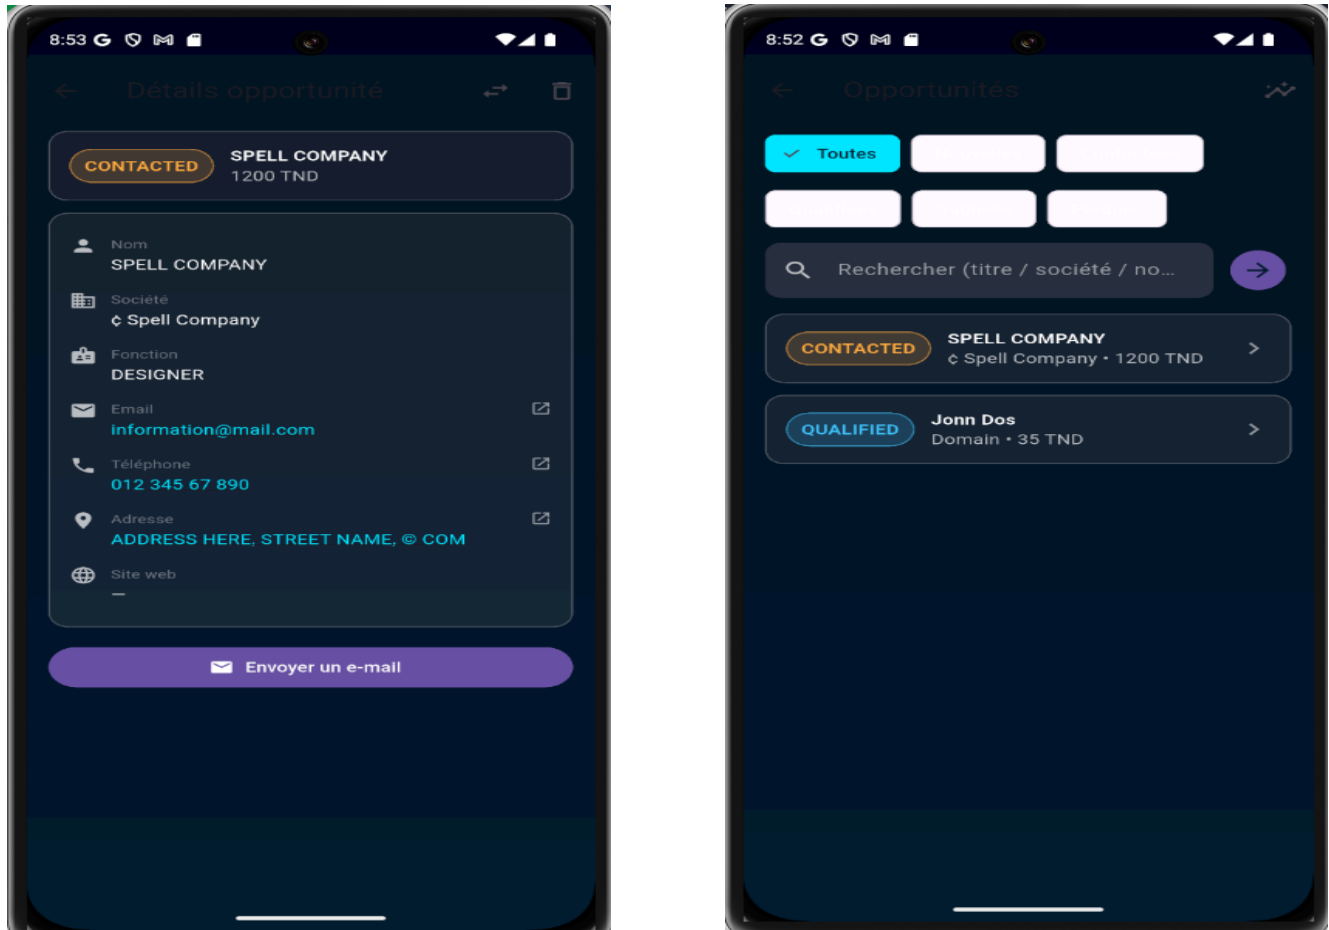 8:53 G
Détails opportunité
CONTACTED
SPELL COMPANY
1200 TND
Nom
SPELL COMPANY
Société
¢ Spell Company
Fonction
DESIGNER
Email
information@mail.com
Téléphone
012 345 67 890
Adresse
ADDRESS HERE, STREET NAME, © COM
Site web
—
Envoyer un e-mail
8:52 G
Opportunités
Toutes
Rechercher (titre / société / no...
CONTACTED
SPELL COMPANY
¢ Spell Company • 1200 TND
QUALIFIED
Jonn Dos
Domain • 35 TND